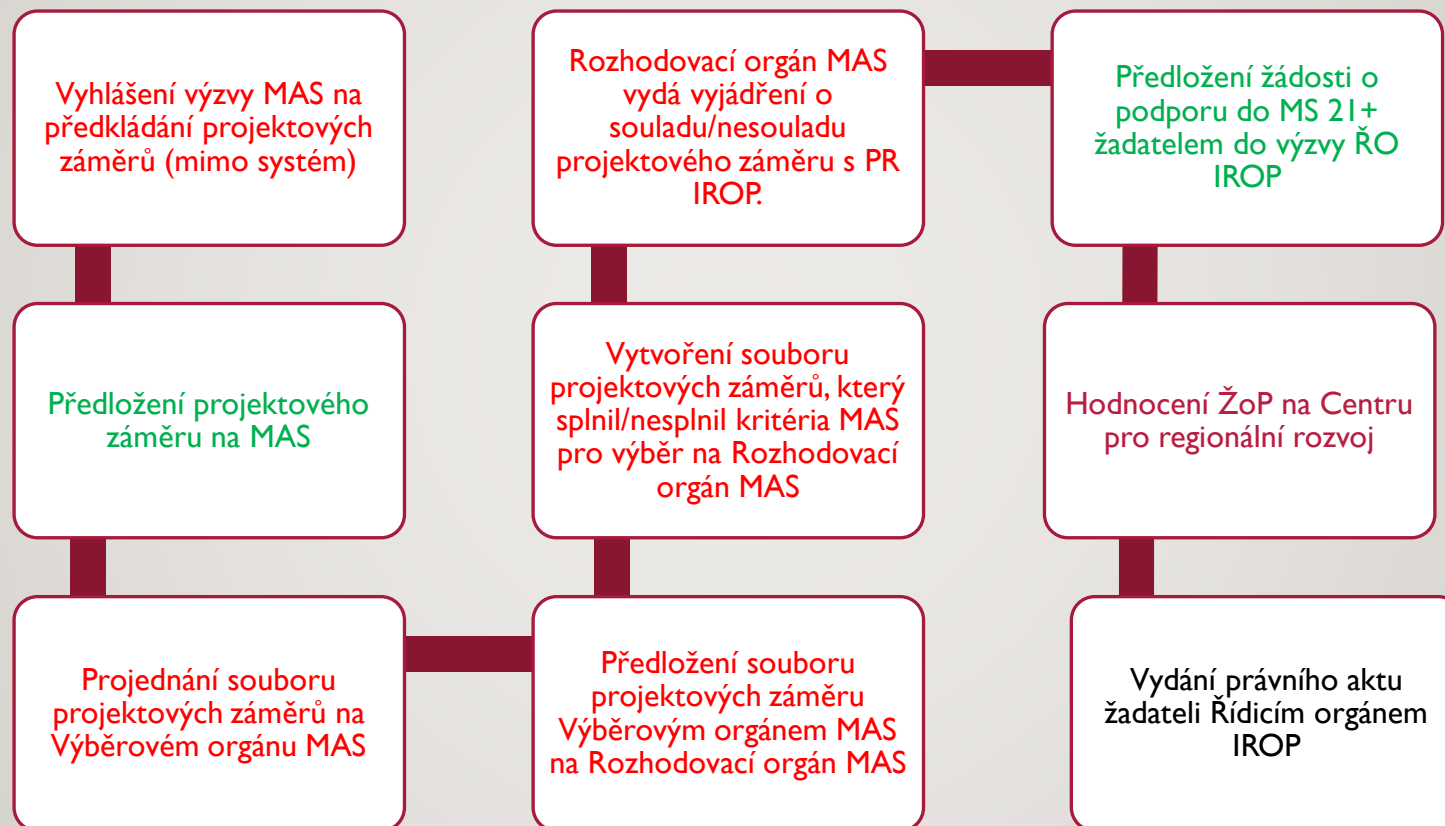 Vyhlášení výzvy MAS na
předkládání projektových
záměrů (mimo systém)
Předložení projektového
záměru na MAS
Projednání souboru
projektových záměrů na
Výběrovém orgánu MAS
Předložení souboru
projektových záměru
Výběrovým orgánem MAS
na Rozhodovací orgán MAS
Vytvoření souboru
projektových záměrů, který
splnil/nesplnil kritéria MAS
pro výběr na Rozhodovací
orgán MAS
Rozhodovací orgán MAS
vydá vyjádření o
souladu/nesouladu
projektového záměru s PR
IROP.
Předložení žádosti o
podporu do MS 21+
žadatelem do výzvy ŘO
IROP
Hodnocení ŽoP na Centru
pro regionální rozvoj
Vydání právního aktu
žadateli Řídicím orgánem
IROP